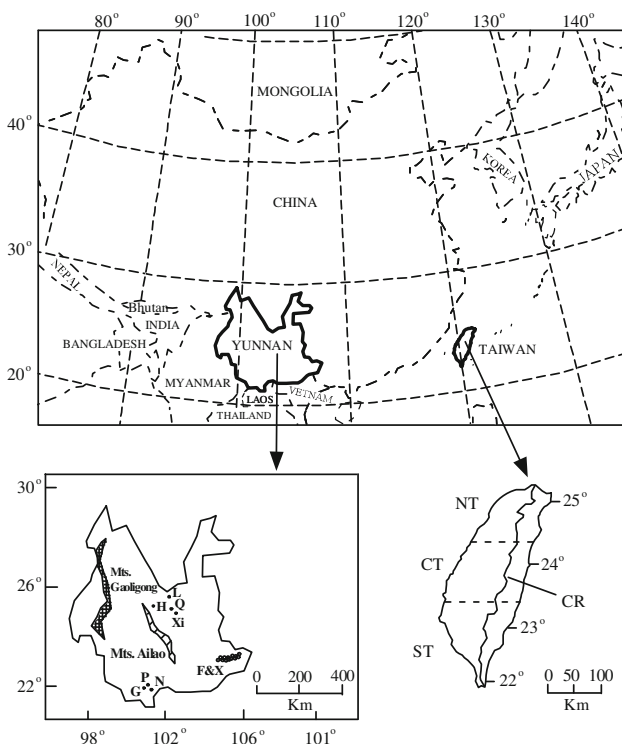 80° 90° 100° 110° 120° 130° 140°
MONGOLIA
40°
KOREA
JAPAN
CHINA
30°
NEPAL
Bhutan
INDIA
YUNNAN
BANGLADESH
TAIWAN
20°
MYANMAR
LAOS
VETNAM
THAILAND
30°
NT
25°
Mts.
Gaoligong
CT
24°
26°
L
H
Q
Xi
CR
23°
Mts. Ailao
ST
F&X
0 200 400
Km
P
N
G
22°
22°
0 50 100
Km
98° 102° 106° 101°